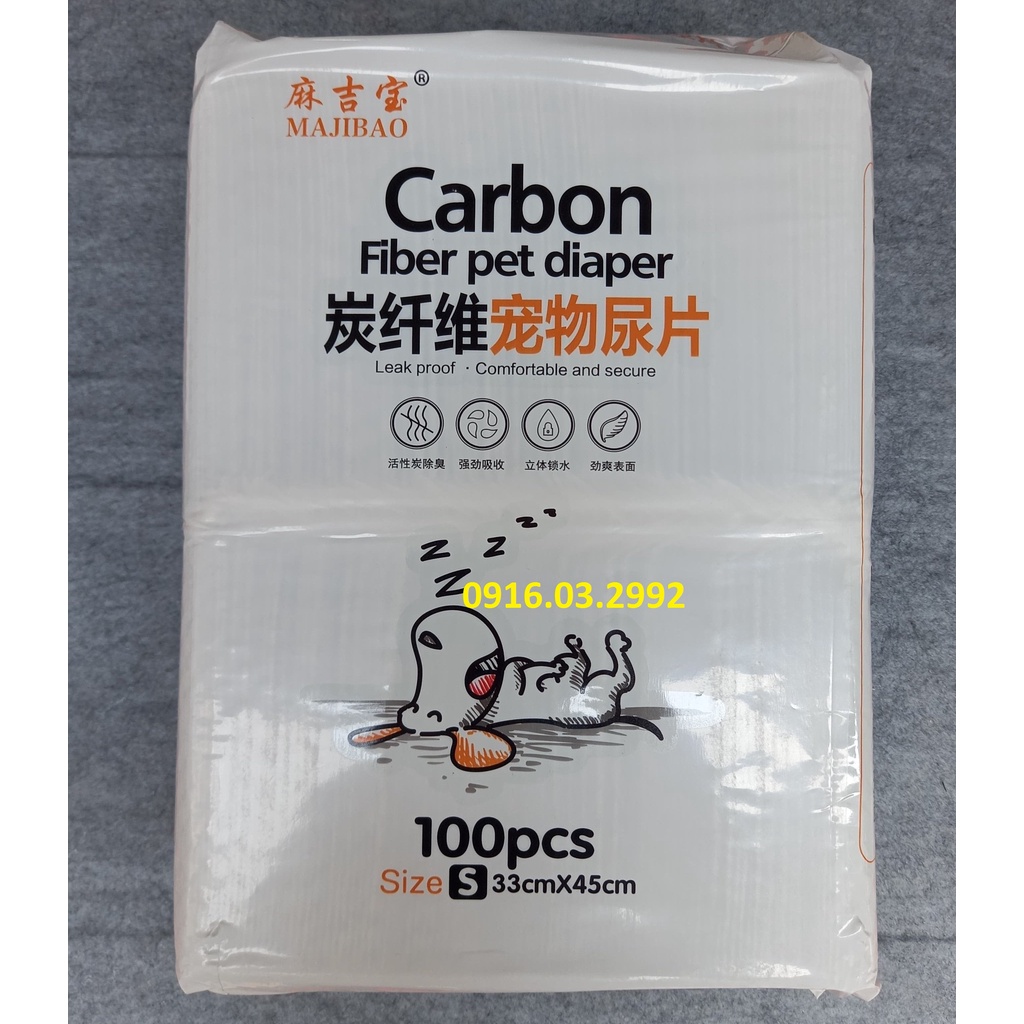 麻吉宝®
MAJIBAO
Carbon
Fiber pet diaper
炭纤维宠物尿片
Leak proof · Comfortable and secure
活性炭除臭 强劲吸收 立体锁水 劲爽表面
z z z z z
0916.03.2992
100pcs
Size S 33cmX45cm